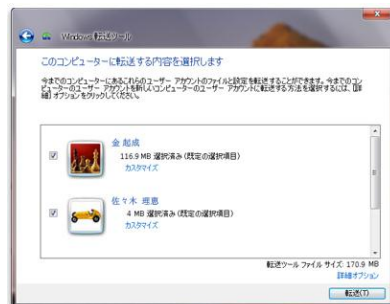 Windows 転送ツール
このコンピューターに転送する内容を選択します
今までのコンピューターにあるこれらのユーザー アカウントのファイルと設定を転送することができます。今までのコン
ピューターのユーザー アカウントを新しいコンピューターのユーザー アカウントに転送する方法を選択するには、[詳
細] オプションをクリックしてください。
金 起成
116.9 MB 選択済み (既定の選択項目)
カスタマイズ
佐々木 理恵
4 MB 選択済み (既定の選択項目)
カスタマイズ
転送ツール ファイル サイズ: 170.9 MB
詳細オプション
転送(T)